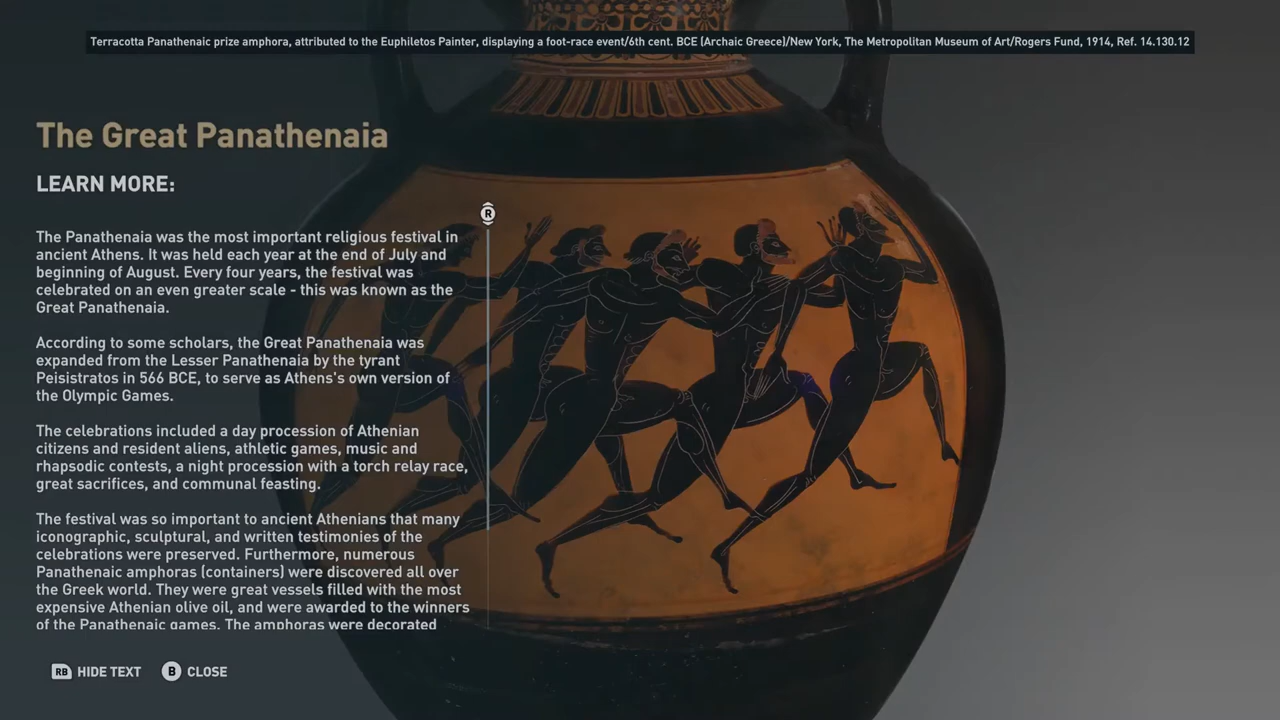 Terracotta Panathenaic prize amphora, attributed to the Euphiletos Painter, displaying a foot-race event/6th cent. BCE (Archaic Greece)/New York, The Metropolitan Museum of Art/Rogers Fund, 1914, Ref. 14.130.12
The Great Panathenaia
LEARN MORE:
R
The Panathenaia was the most important religious festival in
ancient Athens. It was held each year at the end of July and
beginning of August. Every four years, the festival was
celebrated on an even greater scale - this was known as the
Great Panathenaia.
According to some scholars, the Great Panathenaia was
expanded from the Lesser Panathenaia by the tyrant
Peisistratos in 566 BCE, to serve as Athens's own version of
the Olympic Games.
The celebrations included a day procession of Athenian
citizens and resident aliens, athletic games, music and
rhapsodic contests, a night procession with a torch relay race,
great sacrifices, and communal feasting.
The festival was so important to ancient Athenians that many
iconographic, sculptural, and written testimonies of the
celebrations were preserved. Furthermore, numerous
Panathenaic amphoras (containers) were discovered all over
the Greek world. They were great vessels filled with the most
expensive Athenian olive oil, and were awarded to the winners
of the Panathenaic games. The amphoras were decorated
RB HIDE TEXT B CLOSE